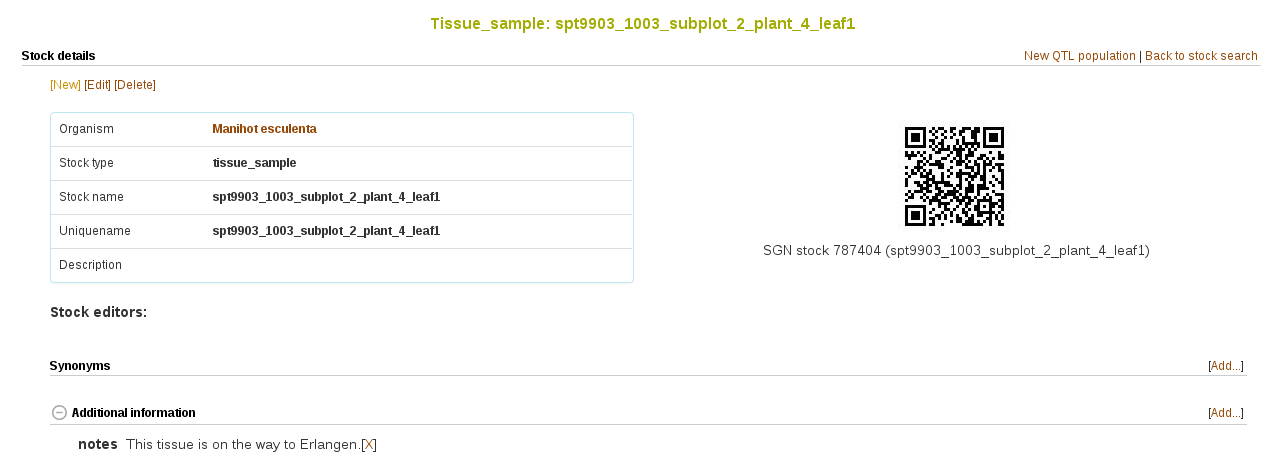 Tissue_sample: spt9903_1003_subplot_2_plant_4_leaf1
Stock details New QTL population | Back to stock search
[New] [Edit] [Delete]
Organism Manihot esculenta
Stock type tissue_sample
Stock name spt9903_1003_subplot_2_plant_4_leaf1
Uniquename spt9903_1003_subplot_2_plant_4_leaf1
Description
SGN stock 787404 (spt9903_1003_subplot_2_plant_4_leaf1)
Stock editors:
Synonyms [Add...]
Additional information [Add...]
notes This tissue is on the way to Erlangen.[X]